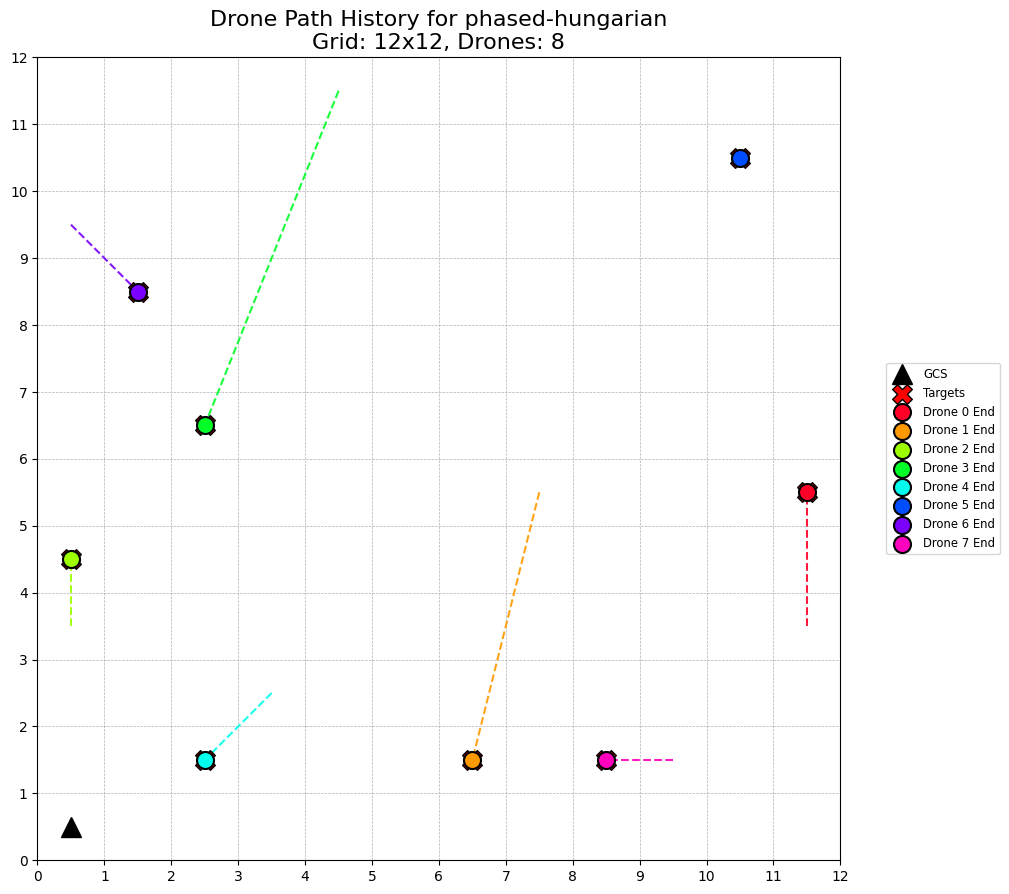 Drone Path History for phased-hungarian
Grid: 12x12, Drones: 8
12
11
10
9
8
7
6
5
4
3
2
1
0
0 1 2 3 4 5 6 7 8 9 10 11 12
GCS
Targets
Drone 0 End
Drone 1 End
Drone 2 End
Drone 3 End
Drone 4 End
Drone 5 End
Drone 6 End
Drone 7 End